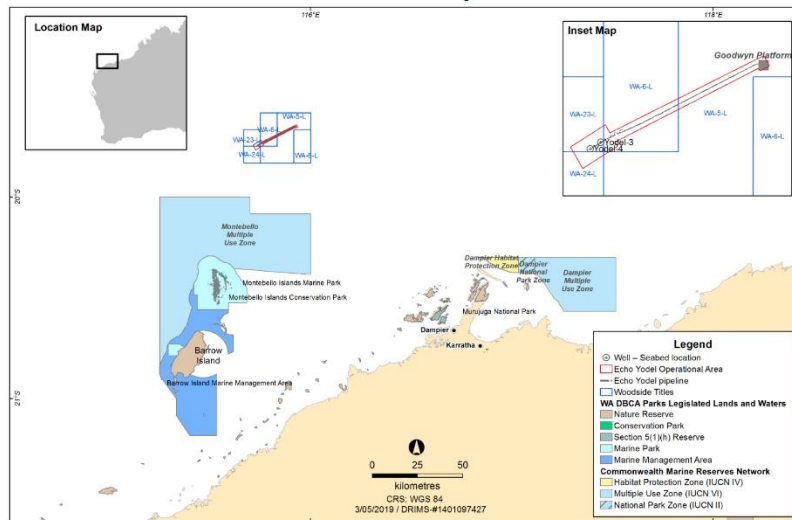 Location Map
116°E
118°E
Inset Map
Goodwyn Platform
WA-6-L
WA-23-L
WA-5-L
WA-6-L
Yodel-3
Yodel-4
WA-24-L
WA-5-L
WA-6-L
WA-23-L
WA-24-L
WA-6-L
20°S
Montebello
Multiple
Use Zone
Montebello Islands Marine Park
Montebello Islands Conservation Park
Dampier Habitat
Protection Zone
Dampier
National
Park Zone
Dampier
Multiple
Use Zone
Murujuga National Park
Dampier
Karratha
Barrow
Island
Barrow Island Marine Management Area
21°S
0 25 50
kilometres
CRS: WGS 84
3/05/2019 / DRIMS-#1401097427
Legend
Well – Seabed location
Echo Yodel Operational Area
Echo Yodel pipeline
Woodside Titles
WA DBCA Parks Legislated Lands and Waters
Nature Reserve
Conservation Park
Section 5(1)(h) Reserve
Marine Park
Marine Management Area
Commonwealth Marine Reserves Network
Habitat Protection Zone (IUCN IV)
Multiple Use Zone (IUCN VI)
National Park Zone (IUCN II)